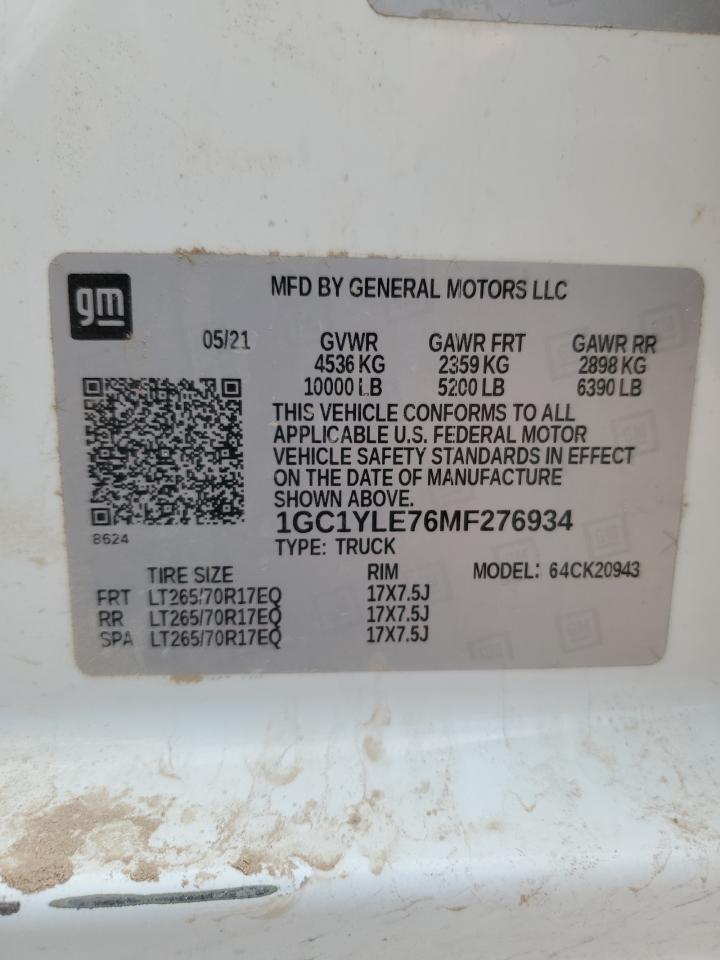 gm
MFD BY GENERAL MOTORS LLC
05/21 GVWR GAWR FRT GAWR RR
4536 KG 2359 KG 2898 KG
10000 LB 5200 LB 6390 LB
THIS VEHICLE CONFORMS TO ALL
APPLICABLE U.S. FEDERAL MOTOR
VEHICLE SAFETY STANDARDS IN EFFECT
ON THE DATE OF MANUFACTURE
SHOWN ABOVE.
8624
1GC1YLE76MF276934
TYPE: TRUCK
TIRE SIZE RIM MODEL: 64CK20943
FRT LT265/70R17EQ 17X7.5J
RR LT265/70R17EQ 17X7.5J
SPA LT265/70R17EQ 17X7.5J